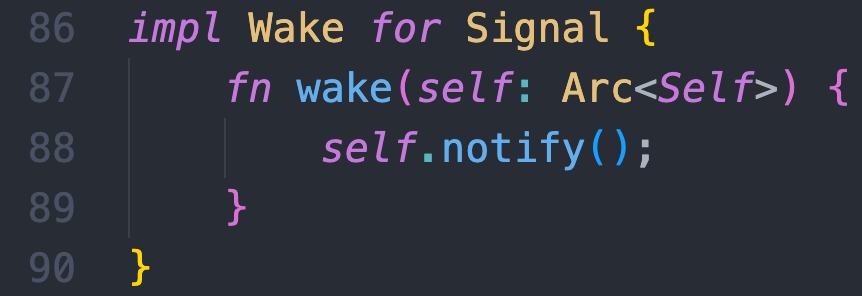 86 impl Wake for Signal {
87     fn wake(self: Arc<Self>) {
88         self.notify();
89     }
90 }